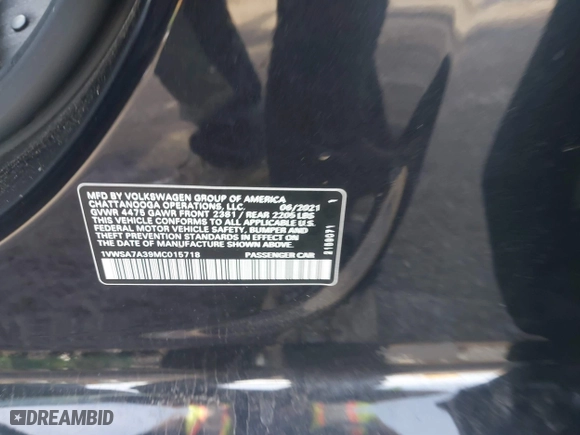 MFD BY VOLKSWAGEN GROUP OF AMERICA
CHATTANOOGA OPERATIONS, LLC. 06/2021
GVWR 4475 GAWR FRONT 2381 / REAR 2205 LBS
THIS VEHICLE CONFORMS TO ALL APPLICABLE
FEDERAL MOTOR VEHICLE SAFETY, BUMPER AND
THEFT PREVENTION STANDARDS IN EFFECT ON
THE DATE OF MANUFACTURE SHOWN ABOVE.
1VWSA7A39MC015718 PASSENGER CAR
DREAMBID